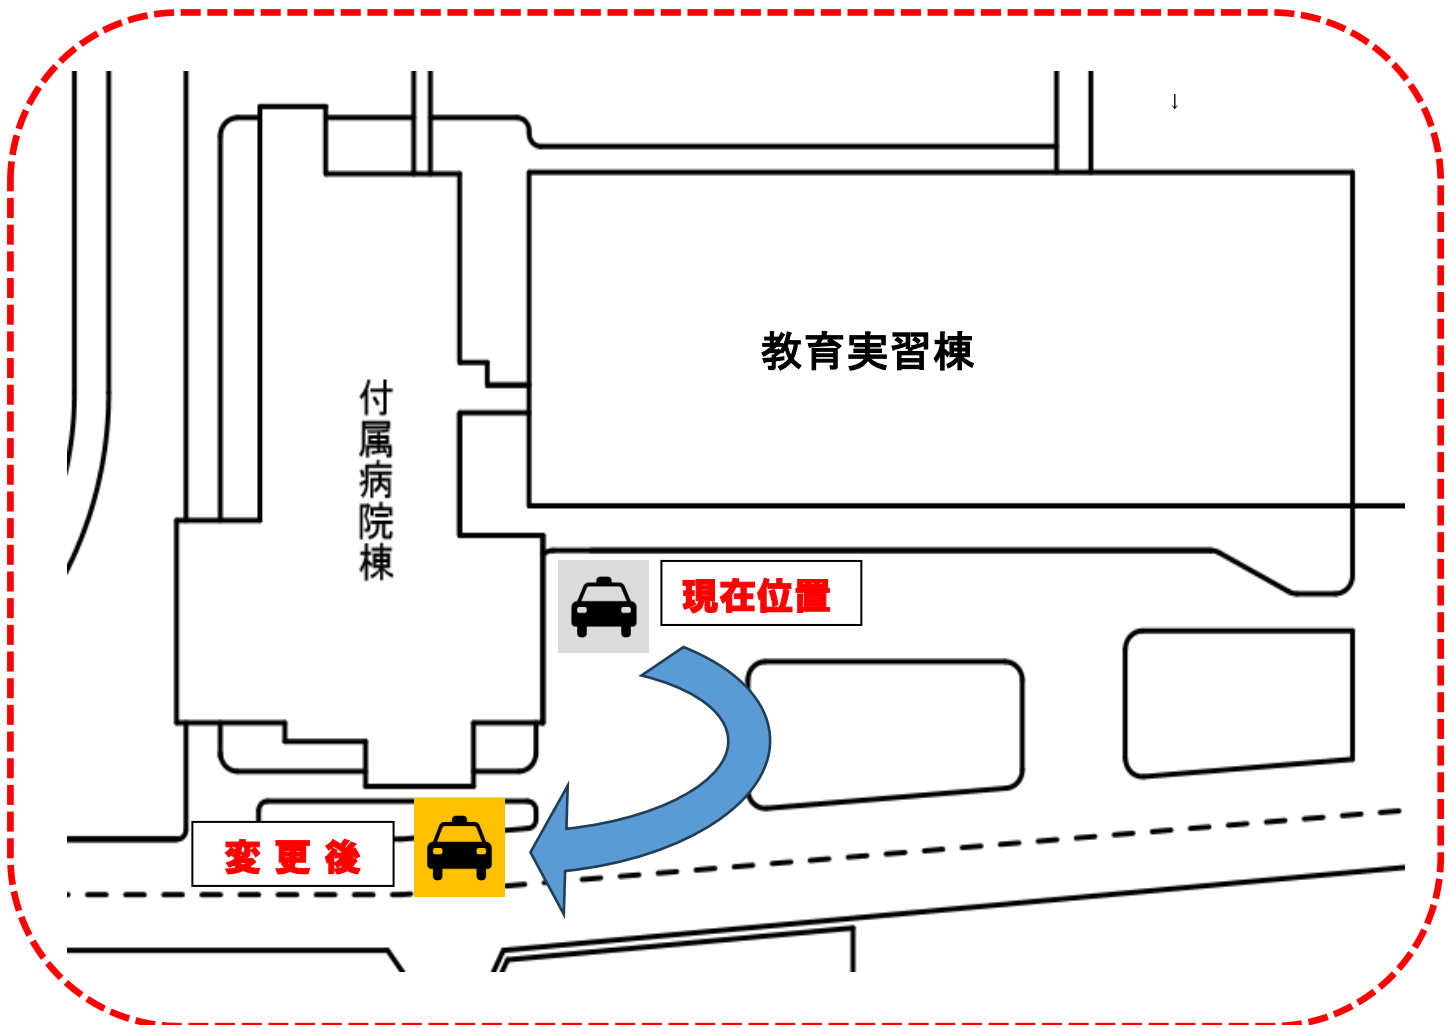 ↓
教育実習棟
付属病院棟
現在位置
変更後